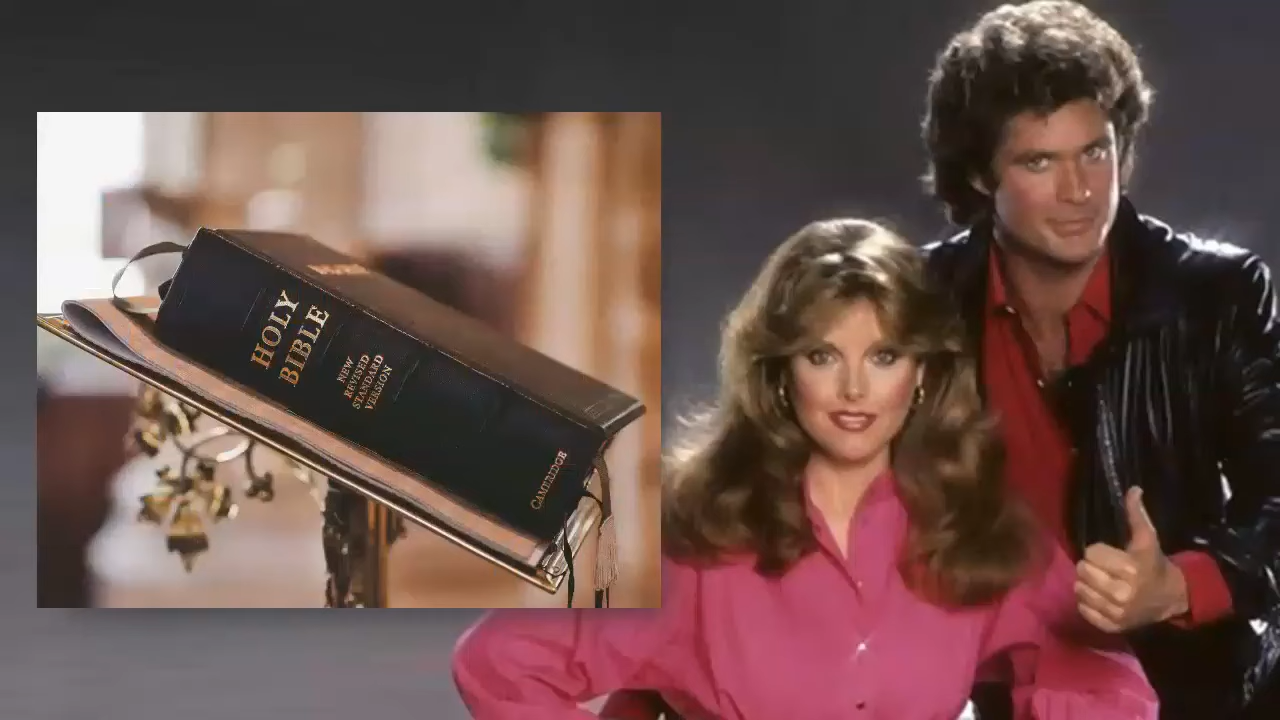 HOLY
BIBLE
NEW
REVISED
STANDARD
VERSION
CAMBRIDGE